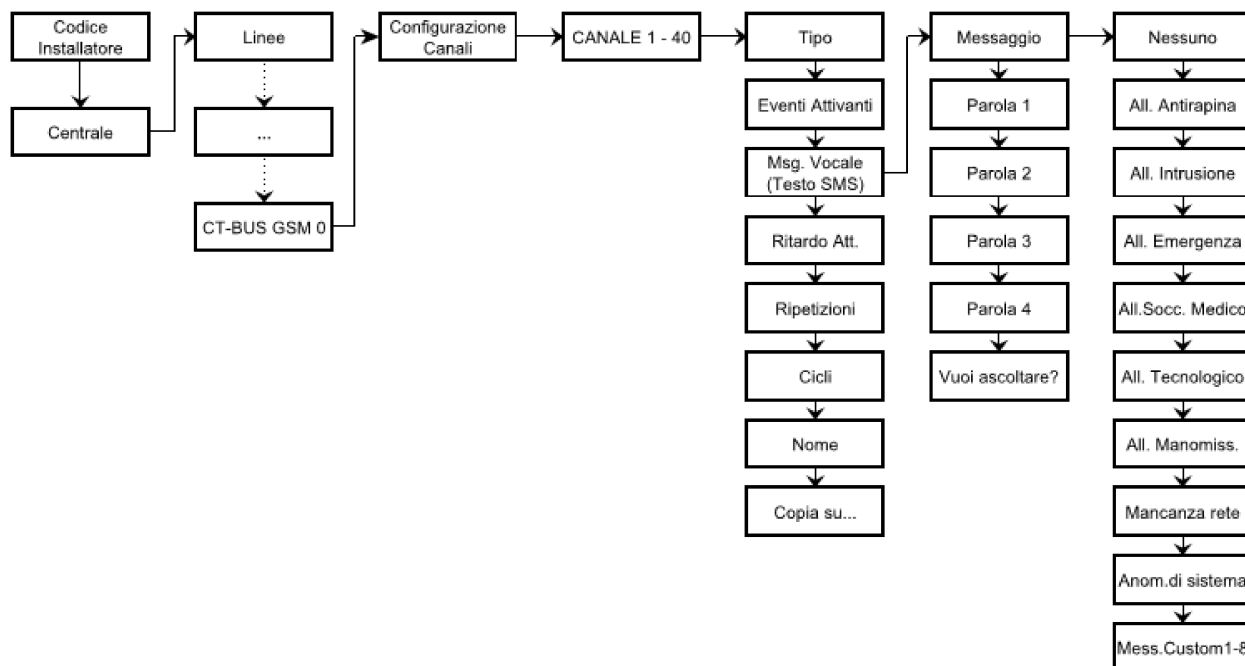 Codice
Installatore
Centrale
Linee
...
CT-BUS GSM 0
Configurazione
Canali
CANALE 1 - 40
Tipo
Eventi Attivanti
Msg. Vocale
(Testo SMS)
Ritardo Att.
Ripetizioni
Cicli
Nome
Copia su...
Messaggio
Parola 1
Parola 2
Parola 3
Parola 4
Vuoi ascoltare?
Nessuno
All. Antirapina
All. Intrusione
All. Emergenza
All.Socc. Medico
All. Tecnologico
All. Manomiss.
Mancanza rete
Anom.di sistema
Mess.Custom1-8